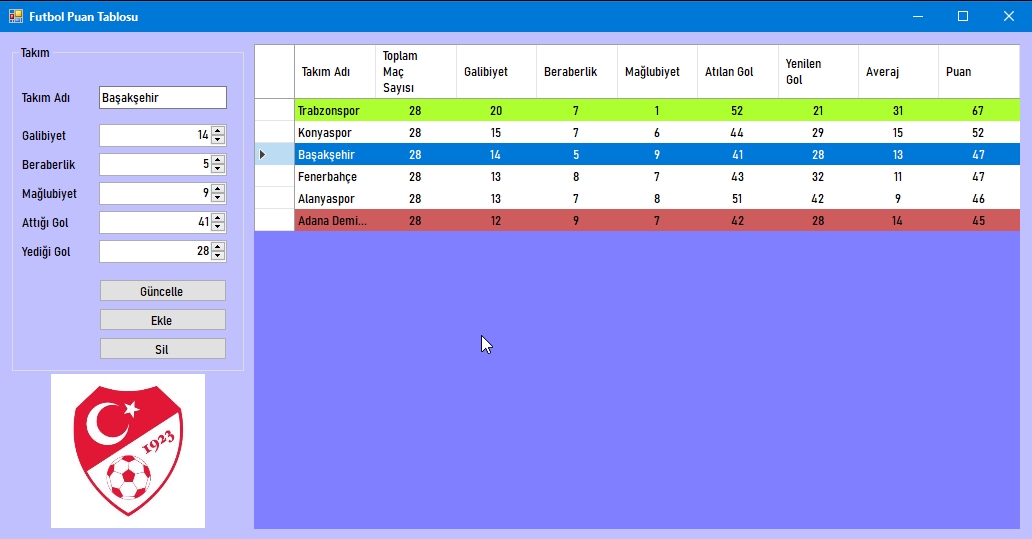 Futbol Puan Tablosu
Takım
Takım Adı Başakşehir
Galibiyet 14
Beraberlik 5
Mağlubiyet 9
Attığı Gol 41
Yediği Gol 28
Güncelle
Ekle
Sil
1923
Takım Adı Toplam Maç Sayısı Galibiyet Beraberlik Mağlubiyet Atılan Gol Yenilen Gol Averaj Puan
Trabzonspor 28 20 7 1 52 21 31 67
Konyaspor 28 15 7 6 44 29 15 52
Başakşehir 28 14 5 9 41 28 13 47
Fenerbahçe 28 13 8 7 43 32 11 47
Alanyaspor 28 13 7 8 51 42 9 46
Adana Demi... 28 12 9 7 42 28 14 45